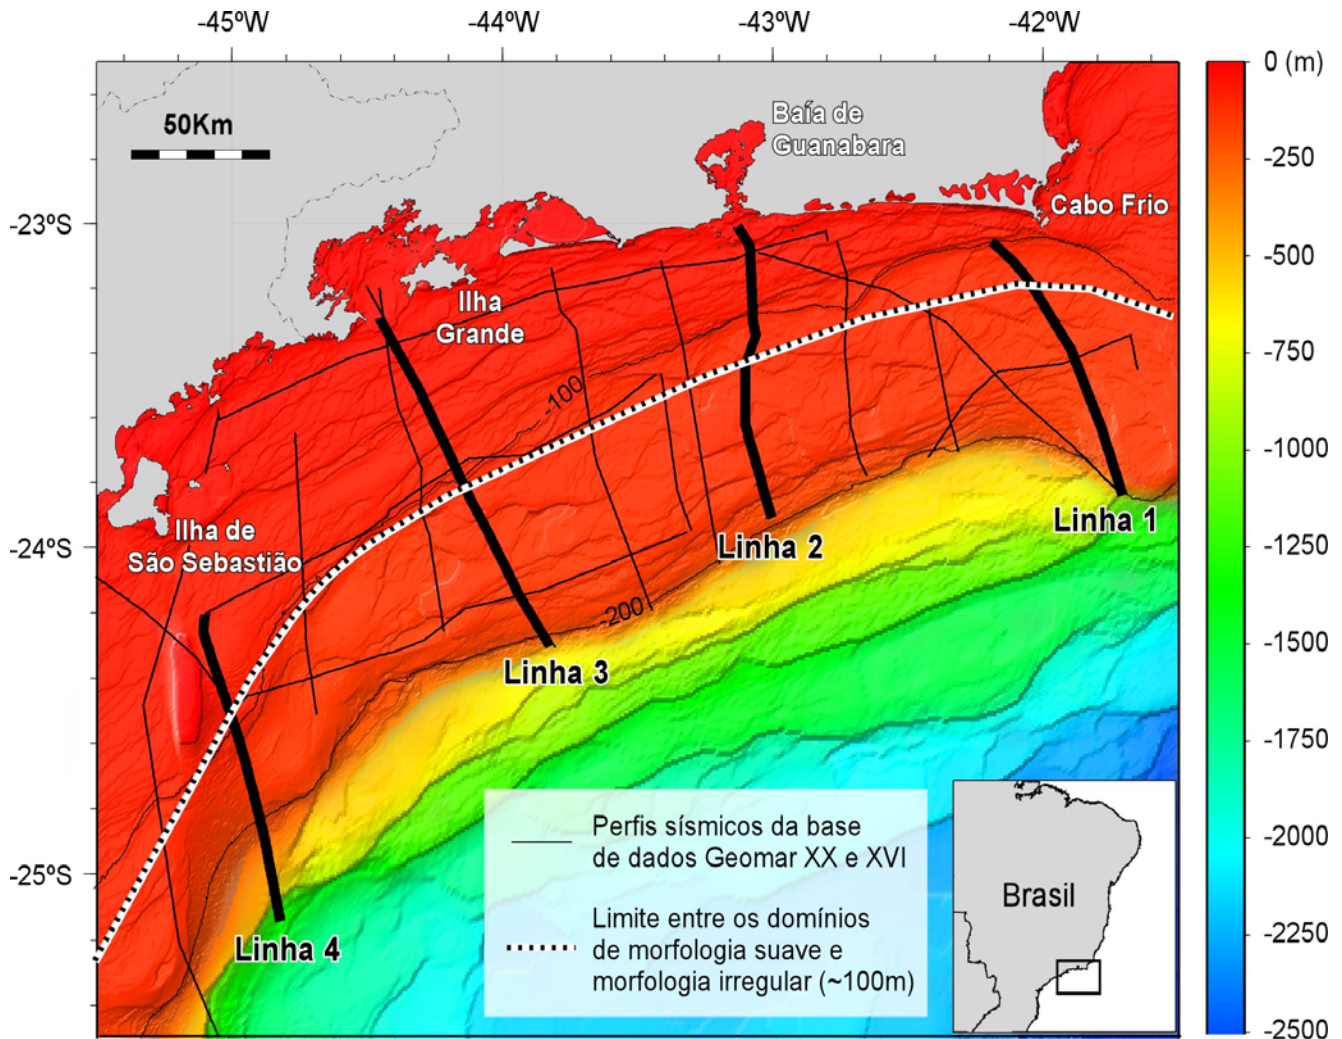 -45ºW
-44ºW
-43ºW
-42ºW
0 (m)
-250
-500
-750
-1000
-1250
-1500
-1750
-2000
-2250
-2500
-23ºS
-24ºS
-25ºS
50Km
Baía de
Guanabara
Cabo Frio
Ilha
Grande
-100
Ilha de
São Sebastião
-200
Linha 1
Linha 2
Linha 3
Linha 4
Perfis sísmicos da base
de dados Geomar XX e XVI
Limite entre os domínios
de morfologia suave e
morfologia irregular (~100m)
Brasil